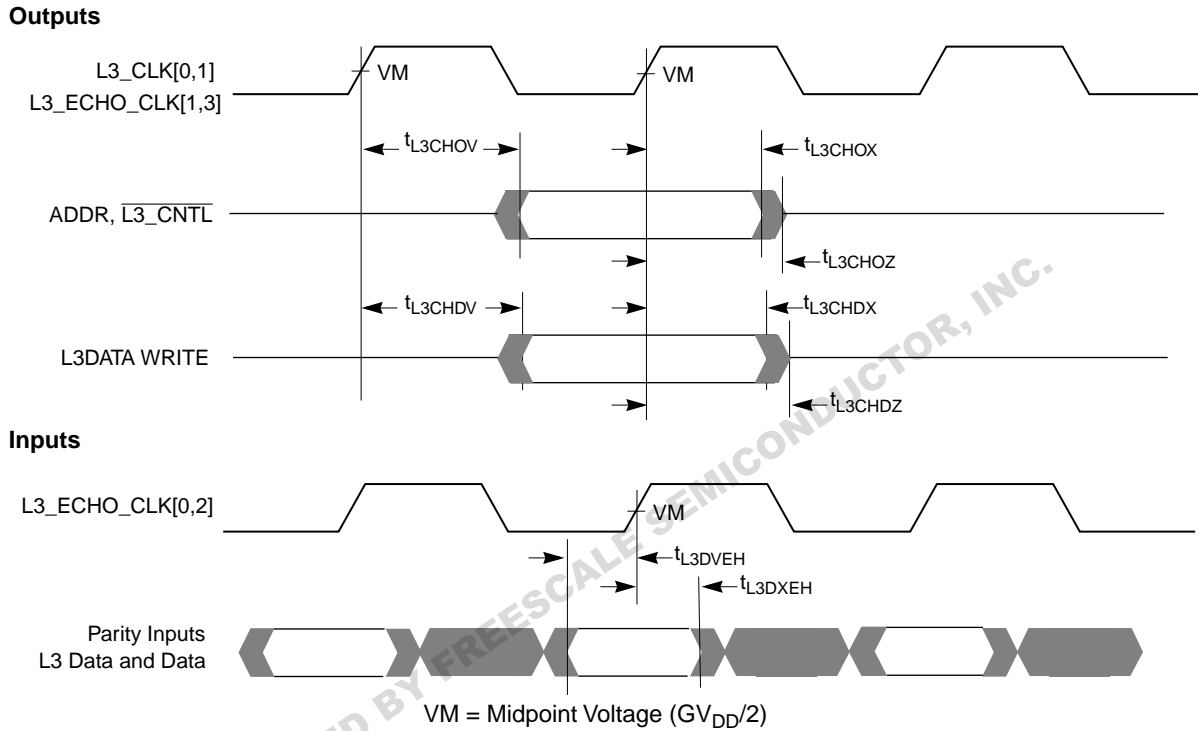 Outputs
L3_CLK[0,1]
VM
VM
L3_ECHO_CLK[1,3]
tL3CHOV
tL3CHOX
ADDR, L3_CNTL
tL3CHOZ
tL3CHDV
tL3CHDX
L3DATA WRITE
tL3CHDZ
Inputs
L3_ECHO_CLK[0,2]
VM
tL3DVEH
tL3DXEH
Parity Inputs
L3 Data and Data
VM = Midpoint Voltage (GVDD/2)
BY FREESCALE SEMICONDUCTOR, INC.